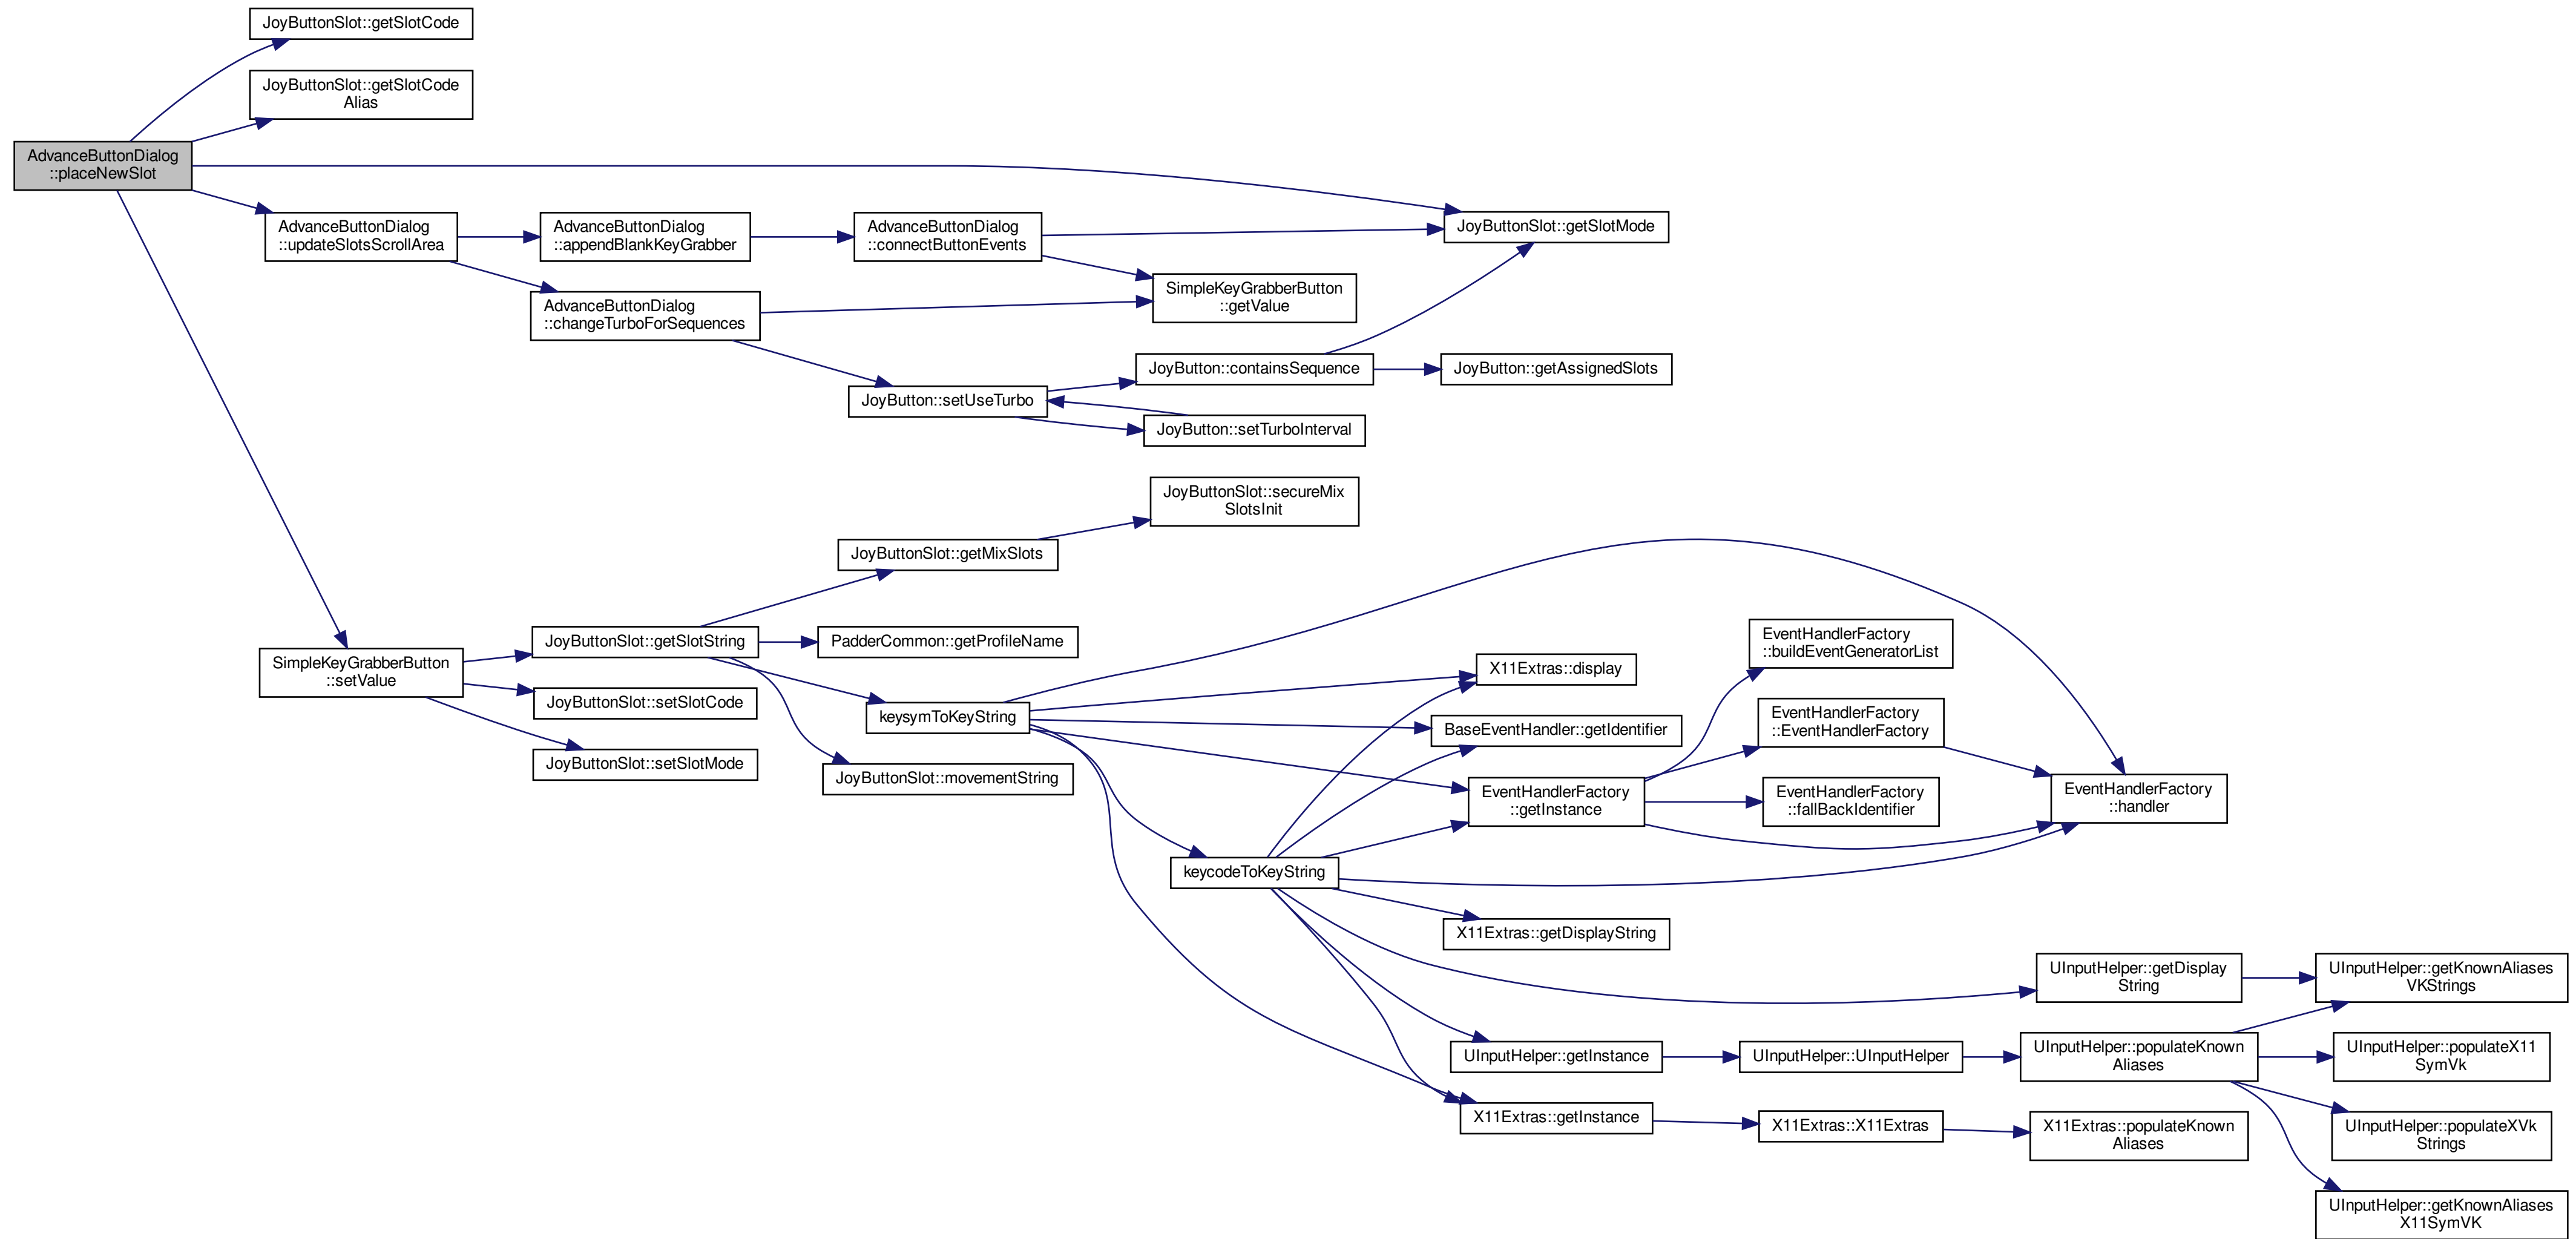 JoyButtonSlot::getSlotCode
JoyButtonSlot::getSlotCode
Alias
AdvanceButtonDialog
::placeNewSlot
AdvanceButtonDialog
::updateSlotsScrollArea
AdvanceButtonDialog
::appendBlankKeyGrabber
AdvanceButtonDialog
::connectButtonEvents
JoyButtonSlot::getSlotMode
SimpleKeyGrabberButton
::getValue
AdvanceButtonDialog
::changeTurboForSequences
JoyButton::containsSequence
JoyButton::getAssignedSlots
JoyButton::setUseTurbo
JoyButton::setTurboInterval
JoyButtonSlot::secureMix
SlotsInit
JoyButtonSlot::getMixSlots
SimpleKeyGrabberButton
::setValue
JoyButtonSlot::getSlotString
PadderCommon::getProfileName
JoyButtonSlot::setSlotCode
JoyButtonSlot::setSlotMode
keysymToKeyString
JoyButtonSlot::movementString
X11Extras::display
BaseEventHandler::getIdentifier
EventHandlerFactory
::getInstance
EventHandlerFactory
::buildEventGeneratorList
EventHandlerFactory
::EventHandlerFactory
EventHandlerFactory
::fallBackIdentifier
EventHandlerFactory
::handler
keycodeToKeyString
X11Extras::getDisplayString
UInputHelper::getDisplay
String
UInputHelper::getKnownAliases
VKStrings
UInputHelper::getInstance
UInputHelper::UInputHelper
UInputHelper::populateKnown
Aliases
UInputHelper::populateX11
SymVk
X11Extras::getInstance
X11Extras::X11Extras
X11Extras::populateKnown
Aliases
UInputHelper::populateXVk
Strings
UInputHelper::getKnownAliases
X11SymVK